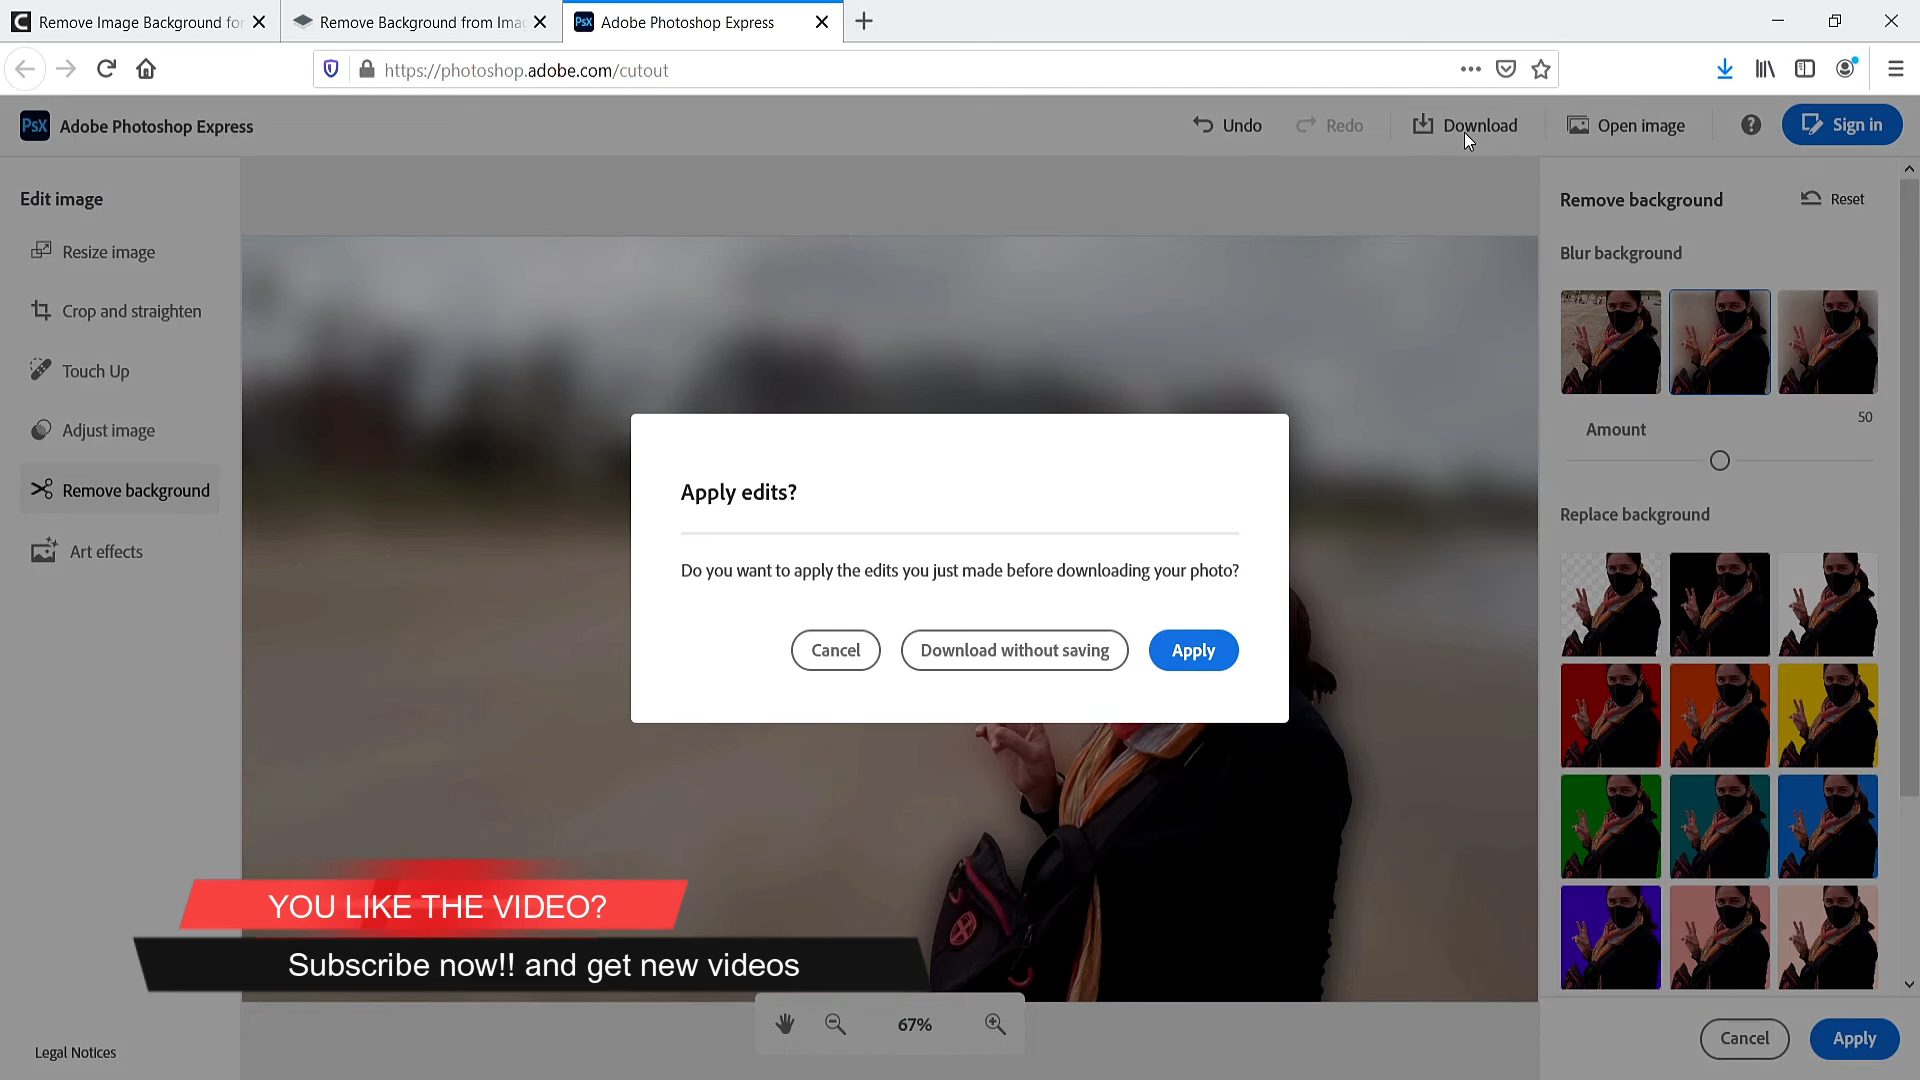 Remove Image Background for
Remove Background from Imag
PsX Adobe Photoshop Express
https://photoshop.adobe.com/cutout
PsX Adobe Photoshop Express
Undo
Redo
Download
Open image
Sign in
Edit image
Resize image
Crop and straighten
Touch Up
Adjust image
Remove background
Art effects
Legal Notices
Apply edits?
Do you want to apply the edits you just made before downloading your photo?
Cancel
Download without saving
Apply
YOU LIKE THE VIDEO?
Subscribe now!! and get new videos
67%
Remove background
Reset
Blur background
50
Amount
Replace background
Cancel
Apply